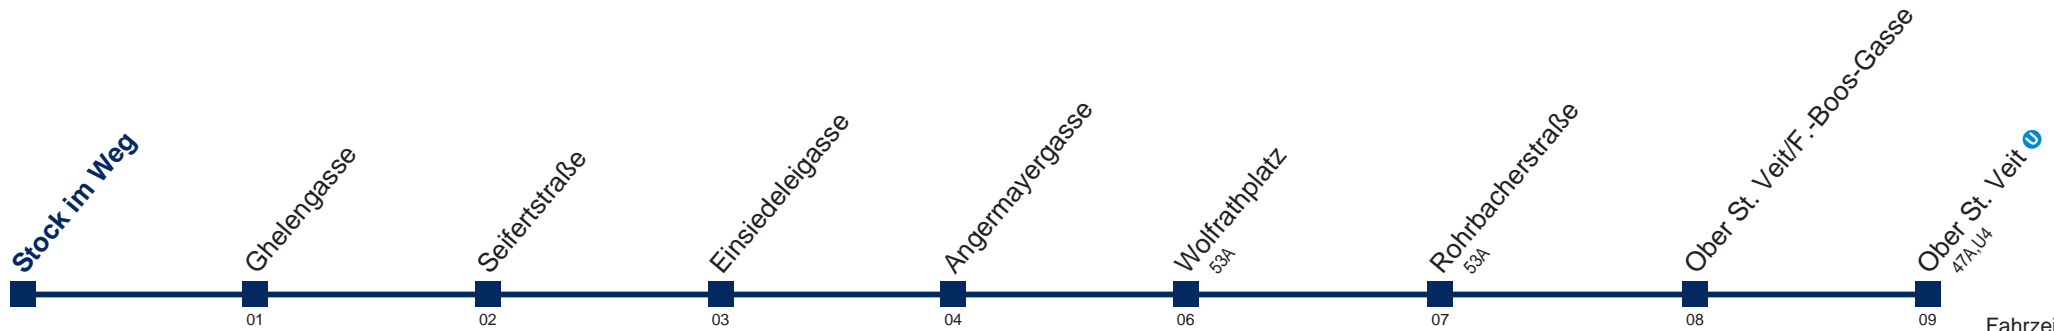 Stock im Weg
Ghelengasse
Seifertstraße
Einsiedeleigasse
Angermayergasse
Wolfrathplatz
53A
Rohrbacherstraße
53A
Ober St. Veit/F.-Boos-Gasse
Ober St. Veit U
47A,U4
01 02 03 04 06 07 08 09 Fahrzei